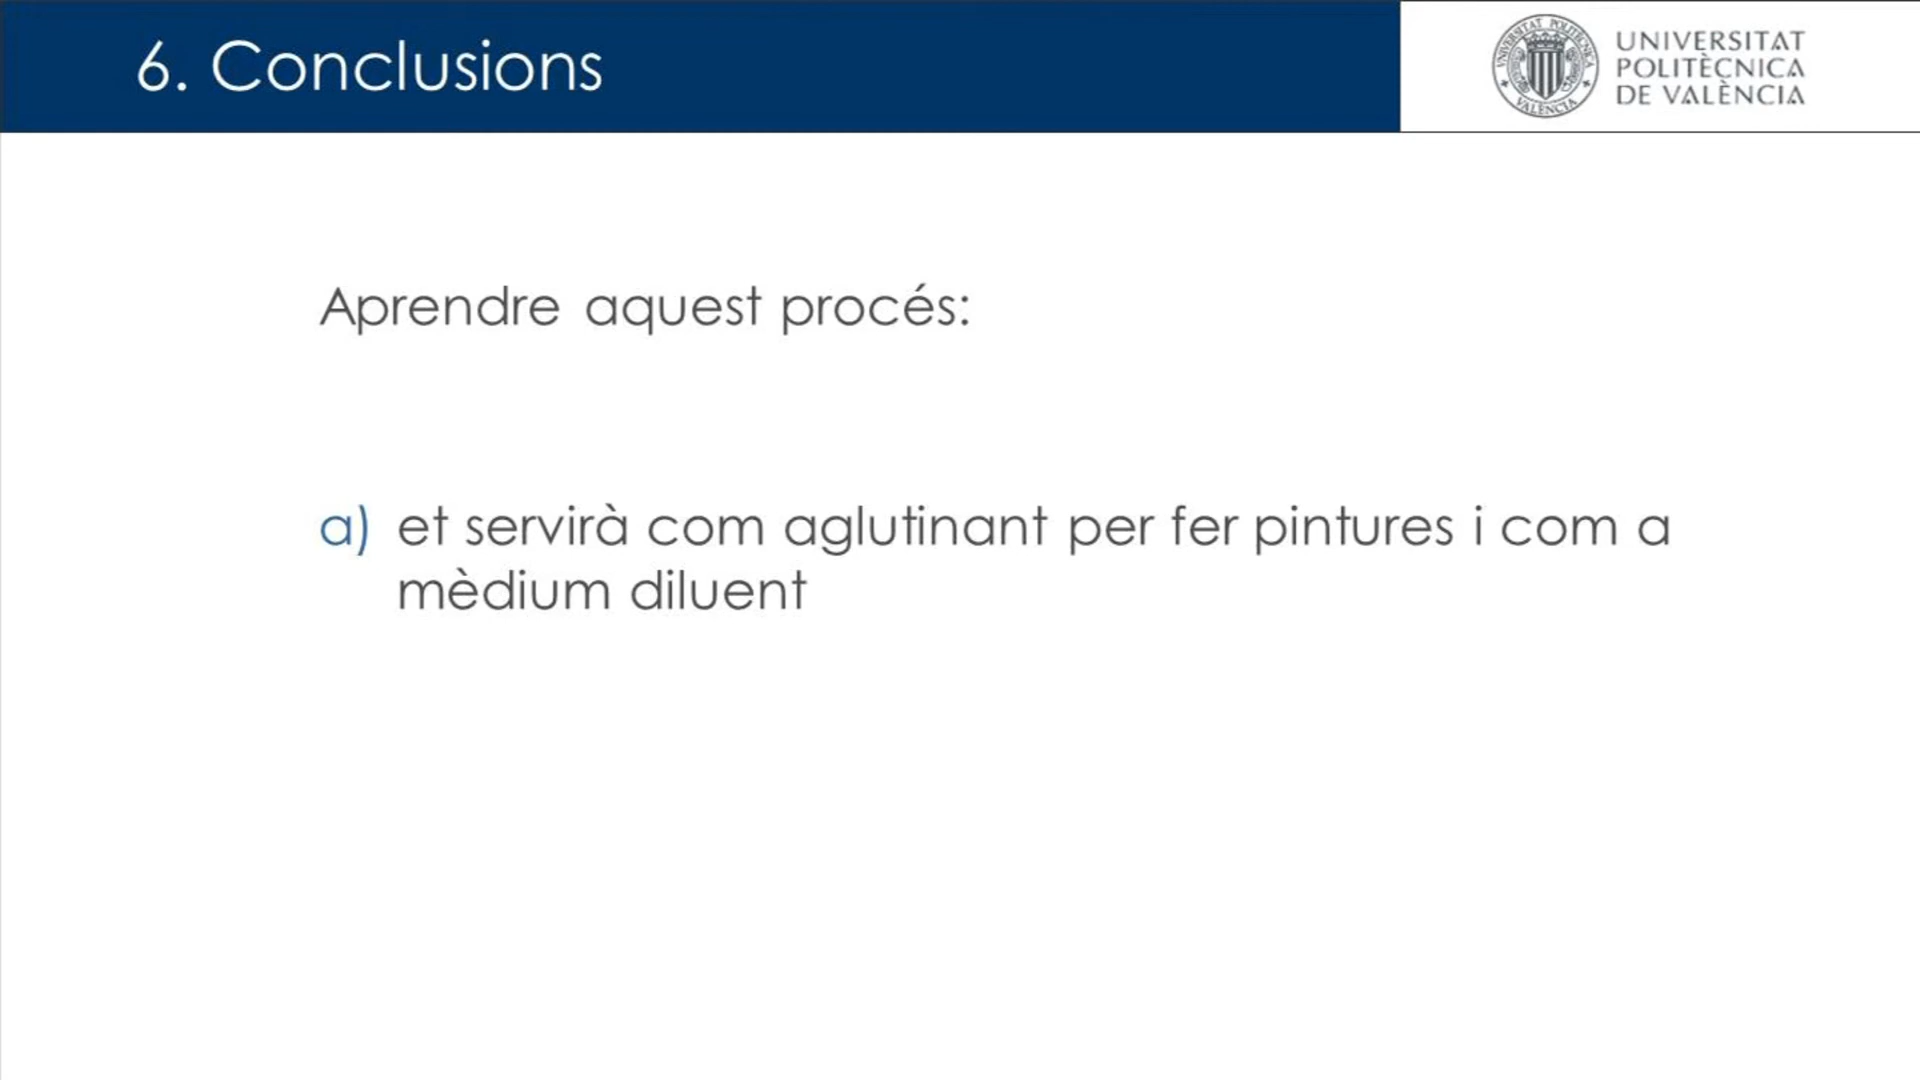 6. Conclusions
UNIVERSITAT
POLITÈCNICA
DE VALÈNCIA
Aprendre aquest procés:
a) et servirà com aglutinant per fer pintures i com a
mèdium diluent